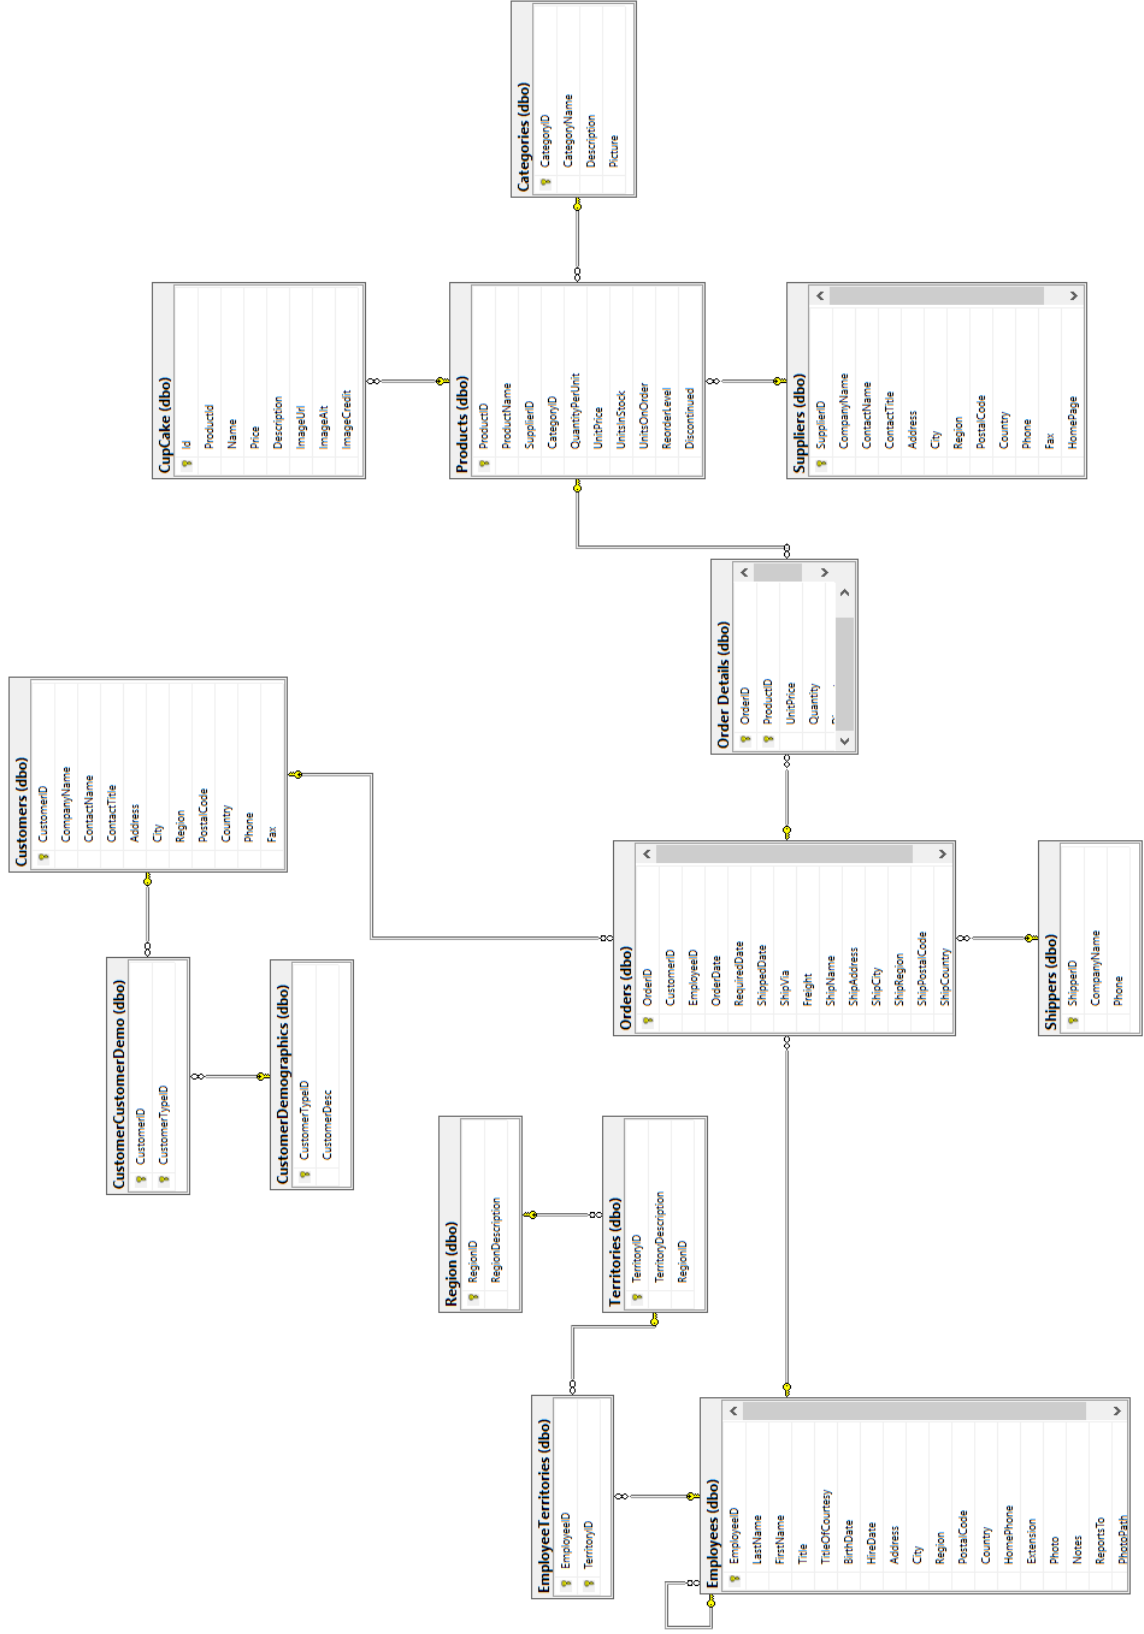 CustomerCustomerDemo (dbo)
CustomerID
CustomerTypeID
Customers (dbo)
CustomerID
CompanyName
ContactName
ContactTitle
Address
City
Region
PostalCode
Country
Phone
Fax
CupCake (dbo)
Id
ProductId
Name
Price
Description
ImageUrl
ImageAlt
ImageCredit
CustomerDemographics (dbo)
CustomerTypeID
CustomerDesc
Region (dbo)
RegionID
RegionDescription
Products (dbo)
ProductID
ProductName
SupplierID
CategoryID
QuantityPerUnit
UnitPrice
UnitsInStock
UnitsOnOrder
ReorderLevel
Discontinued
Categories (dbo)
CategoryID
CategoryName
Description
Picture
EmployeeTerritories (dbo)
EmployeeID
TerritoryID
Territories (dbo)
TerritoryID
TerritoryDescription
RegionID
Orders (dbo)
OrderID
CustomerID
EmployeeID
OrderDate
RequiredDate
ShippedDate
ShipVia
Freight
ShipName
ShipAddress
ShipCity
ShipRegion
ShipPostalCode
ShipCountry
Order Details (dbo)
OrderID
ProductID
UnitPrice
Quantity
Suppliers (dbo)
SupplierID
CompanyName
ContactName
ContactTitle
Address
City
Region
PostalCode
Country
Phone
Fax
HomePage
Employees (dbo)
EmployeeID
LastName
FirstName
Title
TitleOfCourtesy
BirthDate
HireDate
Address
City
Region
PostalCode
Country
HomePhone
Extension
Photo
Notes
ReportsTo
PhotoPath
Shippers (dbo)
ShipperID
CompanyName
Phone